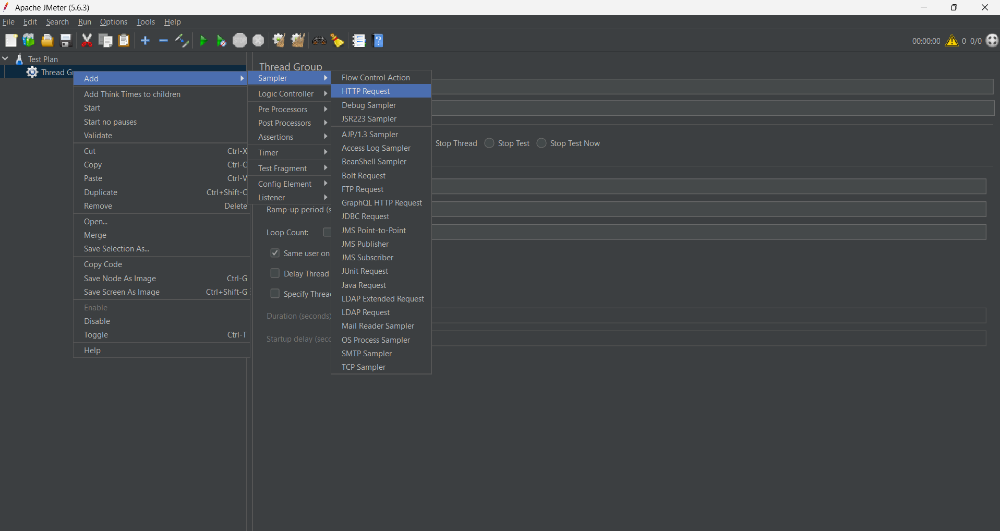 Apache JMeter (5.6.3)
File Edit Search Run Options Tools Help
STOP
00:00:00 0 0/0
Test Plan
Thread
Add
Add Think Times to children
Start
Start no pauses
Validate
Cut Ctrl-X
Copy Ctrl-C
Paste Ctrl-V
Duplicate Ctrl+Shift-C
Remove Delete
Open...
Merge
Save Selection As...
Copy Code
Save Node As Image Ctrl-G
Save Screen As Image Ctrl+Shift-G
Enable
Disable
Toggle Ctrl-T
Help
Sampler
Logic Controller
Pre Processors
Post Processors
Assertions
Timer
Test Fragment
Config Element
Listener
Flow Control Action
HTTP Request
Debug Sampler
JSR223 Sampler
AJP/1.3 Sampler
Access Log Sampler
BeanShell Sampler
Bolt Request
FTP Request
GraphQL HTTP Request
JDBC Request
JMS Point-to-Point
JMS Publisher
JMS Subscriber
JUnit Request
Java Request
LDAP Extended Request
LDAP Request
Mail Reader Sampler
OS Process Sampler
SMTP Sampler
TCP Sampler
Thread Group
Stop Thread Stop Test Stop Test Now
Ramp-up period (s
Loop Count:
Same user on
Delay Thread
Specify Threa
Duration (seconds)
Startup delay (seco